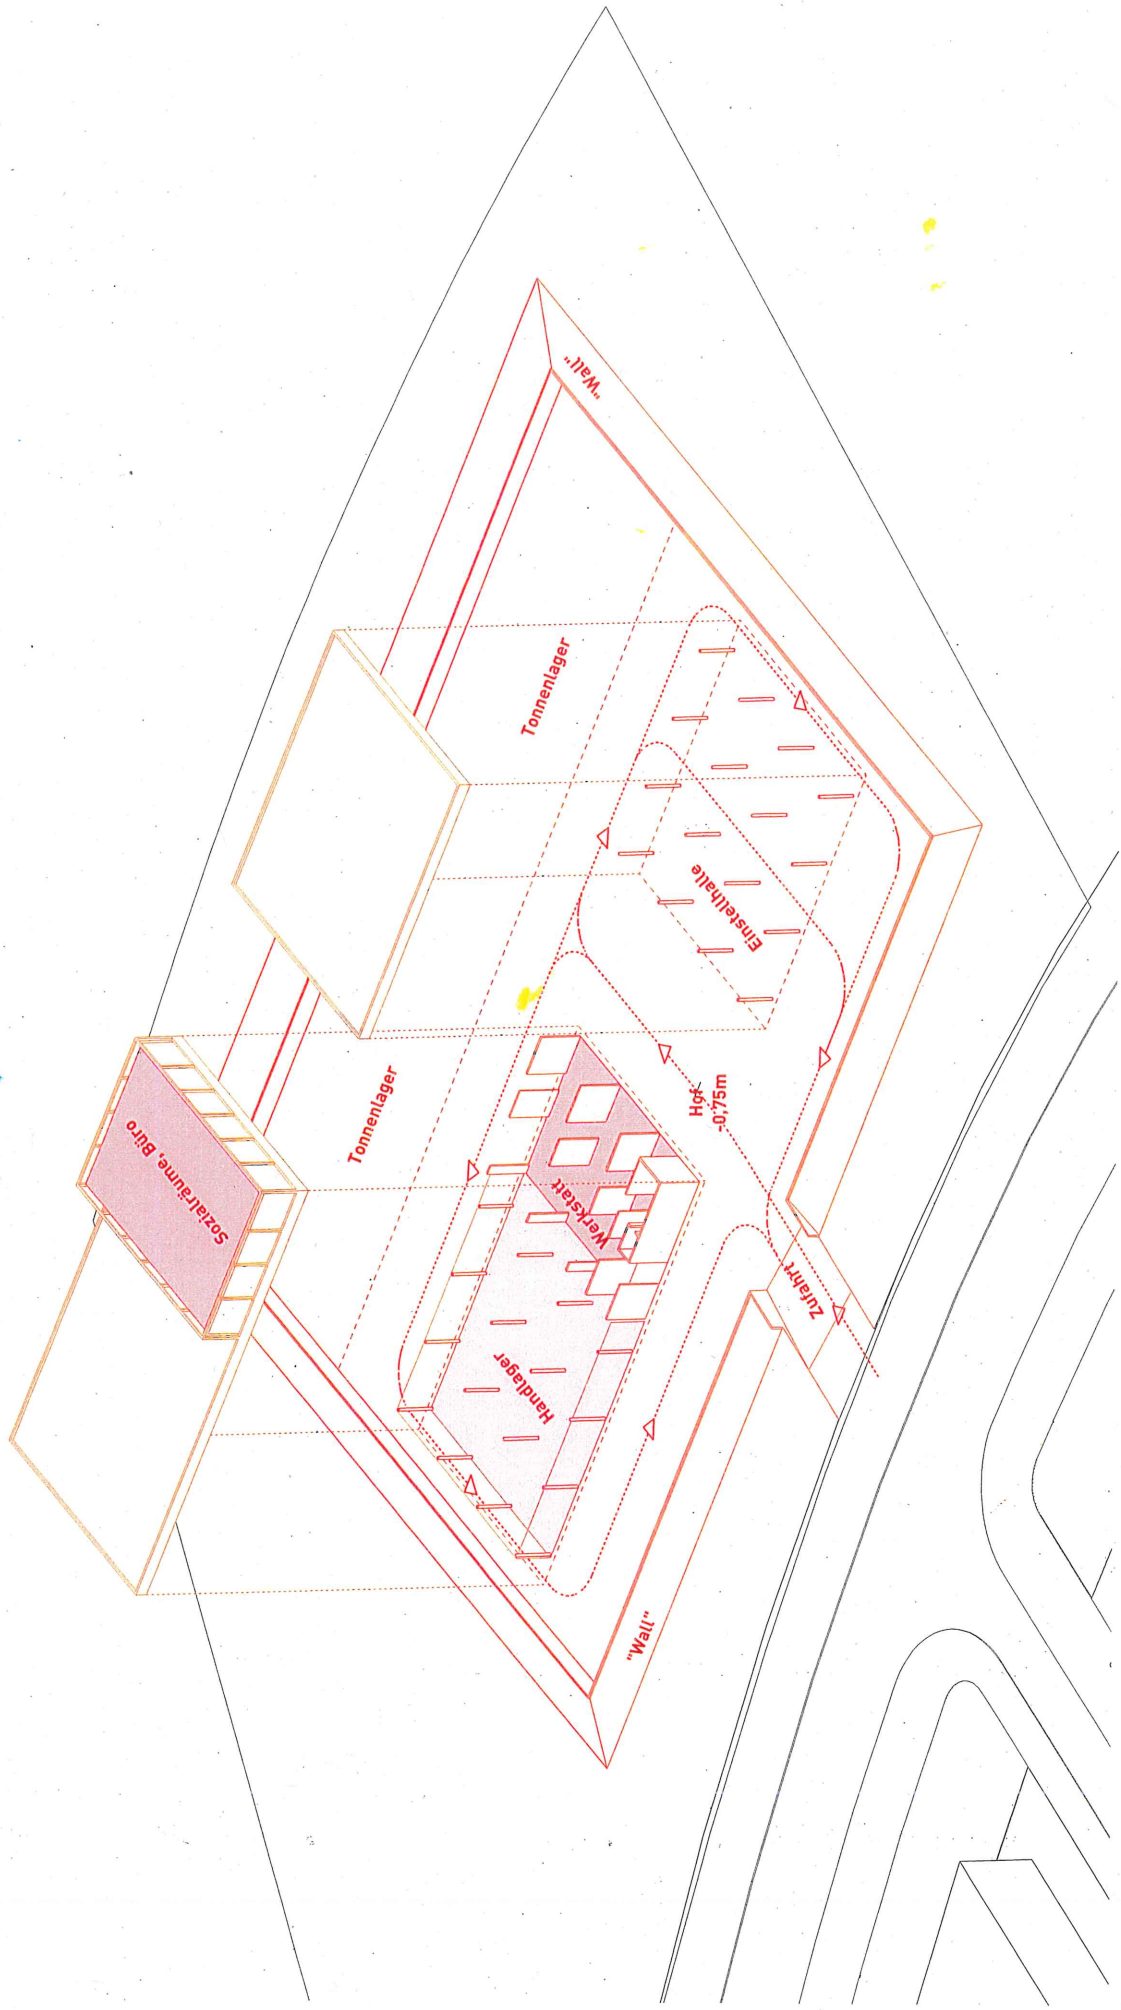 "Wall"
Tonnenlager
Einstellhalle
Tonnenlager
Hof
-0,75m
Sozialräume, Büro
Werkstatt
Zufahrt
Handlager
"Wall"